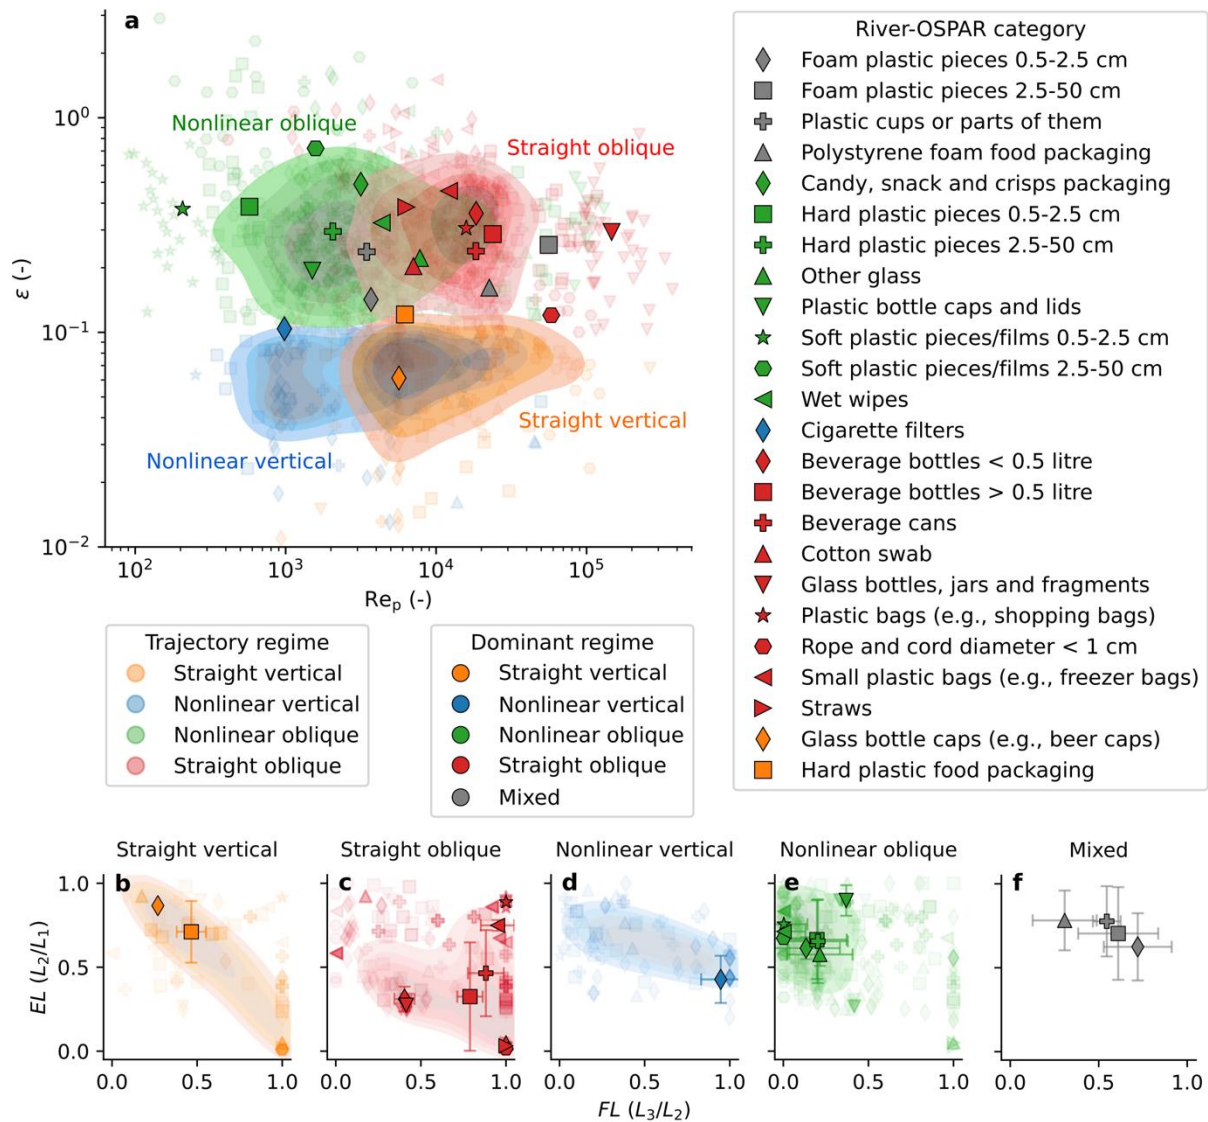 a
Nonlinear oblique
Straight oblique
Straight vertical
Nonlinear vertical
ε (-)
10⁰
10⁻¹
10⁻²
10² 10³ 10⁴ 10⁵
Reₚ (-)
River-OSPAR category
Foam plastic pieces 0.5-2.5 cm
Foam plastic pieces 2.5-50 cm
Plastic cups or parts of them
Polystyrene foam food packaging
Candy, snack and crisps packaging
Hard plastic pieces 0.5-2.5 cm
Hard plastic pieces 2.5-50 cm
Other glass
Plastic bottle caps and lids
Soft plastic pieces/films 0.5-2.5 cm
Soft plastic pieces/films 2.5-50 cm
Wet wipes
Cigarette filters
Beverage bottles < 0.5 litre
Beverage bottles > 0.5 litre
Beverage cans
Cotton swab
Glass bottles, jars and fragments
Plastic bags (e.g., shopping bags)
Rope and cord diameter < 1 cm
Small plastic bags (e.g., freezer bags)
Straws
Glass bottle caps (e.g., beer caps)
Hard plastic food packaging
Trajectory regime
Straight vertical
Nonlinear vertical
Nonlinear oblique
Straight oblique
Dominant regime
Straight vertical
Nonlinear vertical
Nonlinear oblique
Straight oblique
Mixed
Straight vertical Straight oblique Nonlinear vertical Nonlinear oblique Mixed
b c d e f
EL (L₂/L₁)
1.0
0.5
0.0
0.0 0.5 1.0 0.0 0.5 1.0 0.0 0.5 1.0 0.0 0.5 1.0 0.0 0.5 1.0
FL (L₃/L₂)